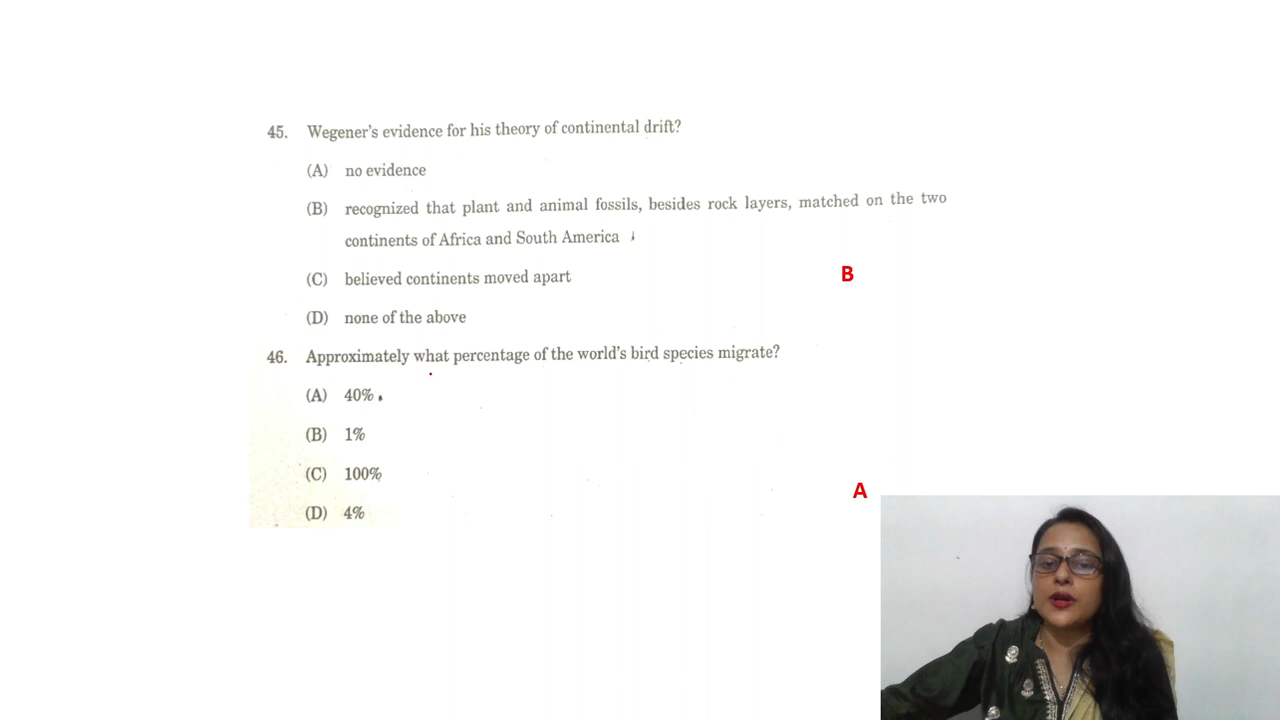 45. Wegener's evidence for his theory of continental drift?
(A) no evidence
(B) recognized that plant and animal fossils, besides rock layers, matched on the two
continents of Africa and South America
(C) believed continents moved apart
B
(D) none of the above
46. Approximately what percentage of the world's bird species migrate?
(A) 40%
(B) 1%
(C) 100%
A
(D) 4%